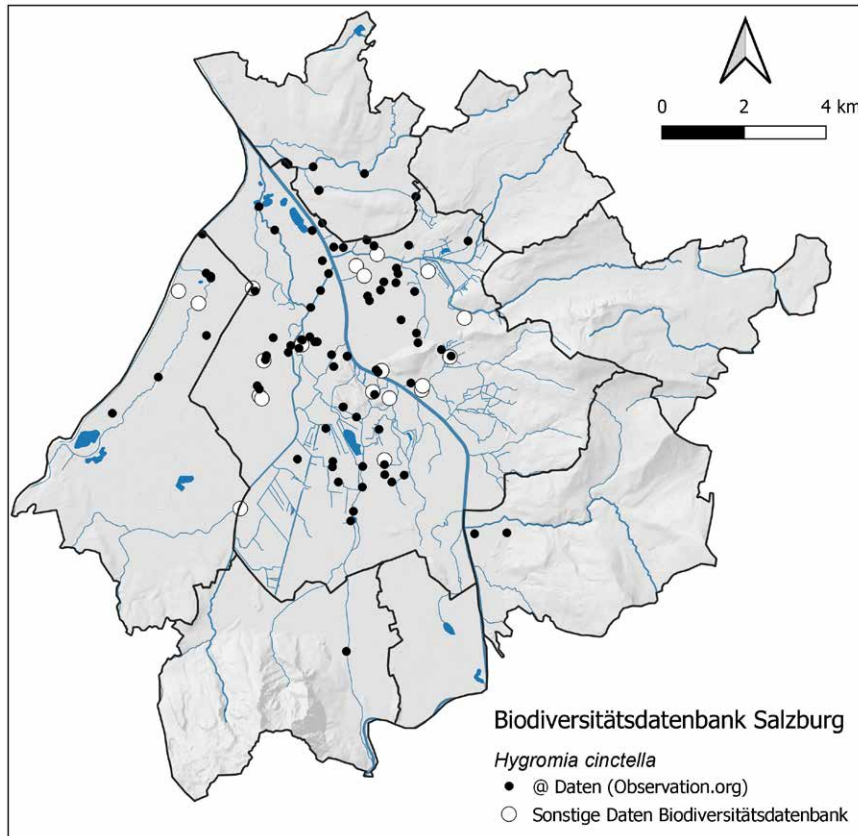 0 2 4 km
Biodiversitätsdatenbank Salzburg
Hygromia cinctella
@ Daten (Observation.org)
Sonstige Daten Biodiversitätsdatenbank